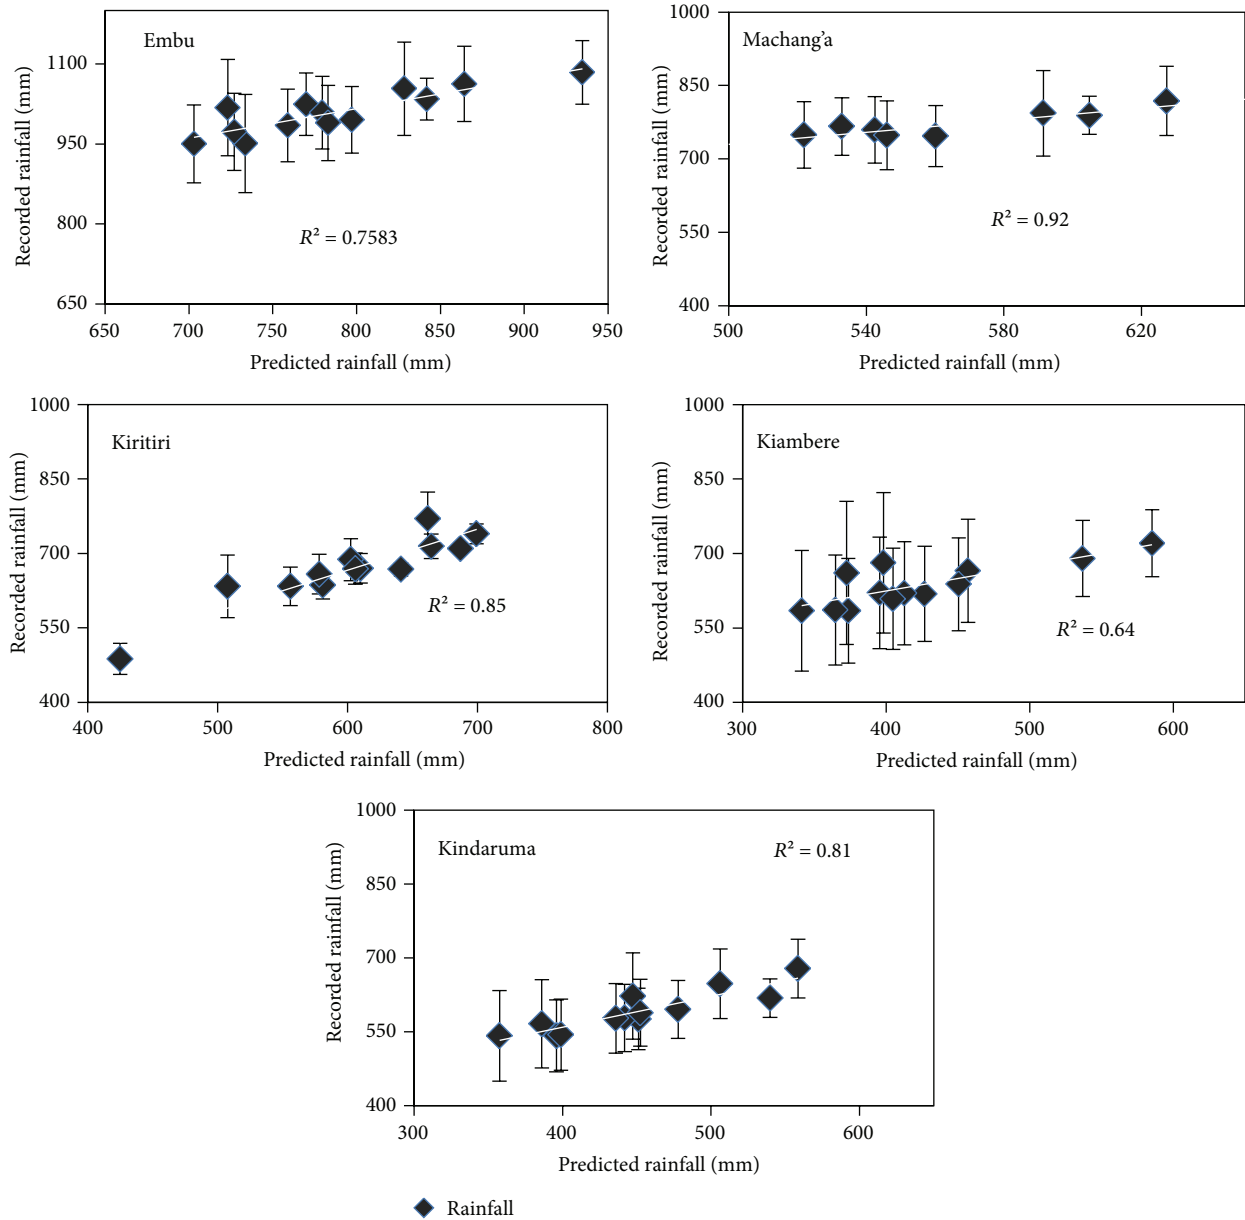 Embu
Recorded rainfall (mm)
1100
950
800
650
R² = 0.7583
650 700 750 800 850 900 950
Predicted rainfall (mm)
Machang'a
Recorded rainfall (mm)
1000
850
700
550
400
R² = 0.92
500 540 580 620
Predicted rainfall (mm)
Kiritiri
Recorded rainfall (mm)
1000
850
700
550
400
R² = 0.85
400 500 600 700 800
Predicted rainfall (mm)
Kiambere
Recorded rainfall (mm)
1000
850
700
550
400
R² = 0.64
300 400 500 600
Predicted rainfall (mm)
Kindaruma
R² = 0.81
Recorded rainfall (mm)
1000
850
700
550
400
300 400 500 600
Predicted rainfall (mm)
Rainfall